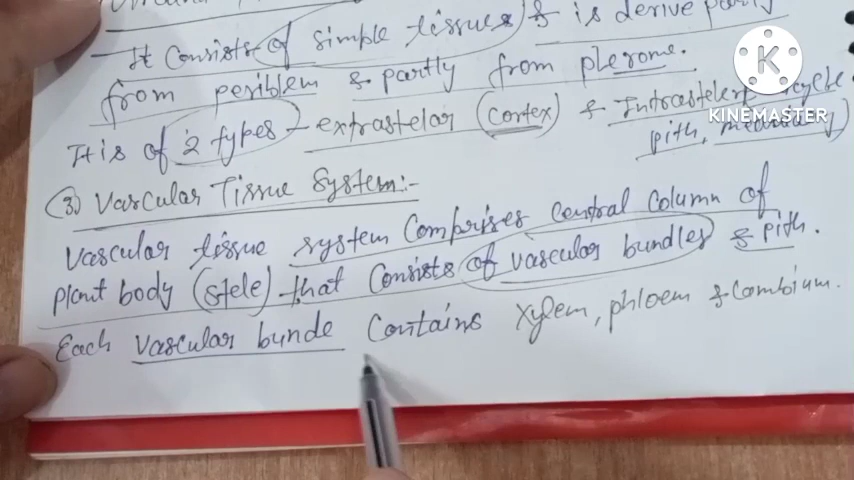 - It consists of simple tissues & is derive partly
from periblem & partly from plerome.
It is of 2 types - extrastelar (cortex) & Intrastelar
pith, medullary)
(3) Vascular Tissue System:-
Vascular tissue system comprises central column of
plant body (stele) that consists of vascular bundles & pith.
Each vascular bunde contains xylem, phloem & cambium.
KINEMASTER